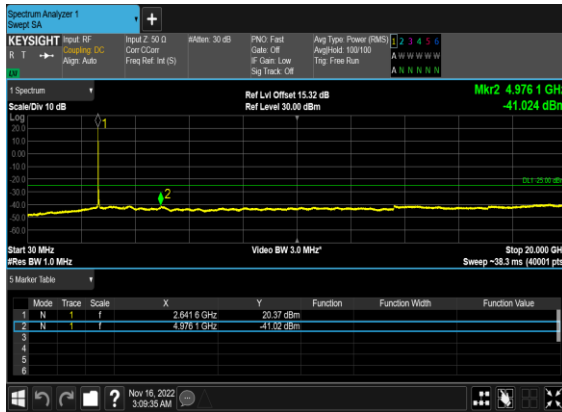 Spectrum Analyzer 1
Swept SA
+
KEYSIGHT Input: RF Input Z: 50 Ω #Atten: 30 dB PNO: Fast Avg Type: Power (RMS) 1 2 3 4 5 6
R T Coupling: DC Corr CCorr Gate: Off Avg|Hold: 100/100 A W W W W W
Align: Auto Freq Ref: Int (S) IF Gain: Low Trig: Free Run
LXI Sig Track: Off A N N N N N
1 Spectrum Ref Lvl Offset 15.32 dB Mkr2 4.976 1 GHz
Scale/Div 10 dB Ref Level 30.00 dBm -41.024 dBm
Log
20.0
10.0
0.00
-10.0
-20.0
-30.0
-40.0
-50.0
-60.0
1
2
DL1 -25.00 dBm
Start 30 MHz Video BW 3.0 MHz* Stop 20.000 GH
#Res BW 1.0 MHz Sweep ~38.3 ms (40001 pts
5 Marker Table
Mode Trace Scale X Y Function Function Width Function Value
1 N 1 f 2.641 6 GHz 20.37 dBm
2 N 1 f 4.976 1 GHz -41.02 dBm
3
4
5
6
? Nov 16, 2022
3:09:35 AM